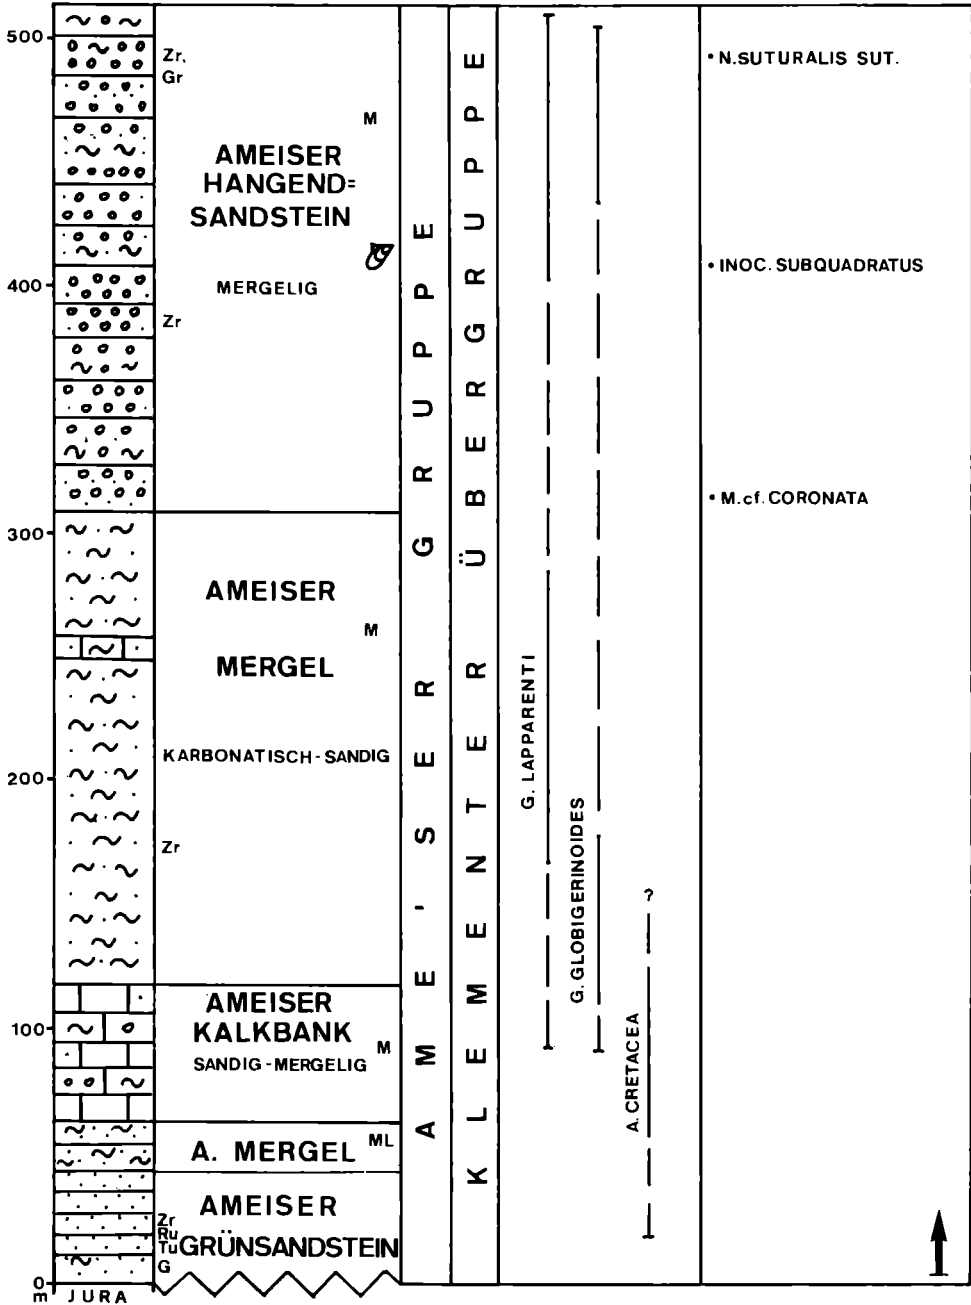 500
400
300
200
100
0
m
JURA
Zr.
Gr
Zr
Zr
Zr
Ru
Tu
G
M
AMEISER
HANGEND=
SANDSTEIN
MERGELIG
AMEISER
M
MERGEL
KARBONATISCH-SANDIG
AMEISER
KALKBANK
SANDIG-MERGELIG
M
A. MERGEL
ML
AMEISER
GRÜNSANDSTEIN
AME'SER GRUPPE
KLEMENTER ÜBERGRUPPE
G. LAPPARENTI
G. GLOBIGERINOIDES
A. CRETACEA
?
• N. SUTURALIS SUT.
• INOC. SUBQUADRATUS
• M.cf. CORONATA